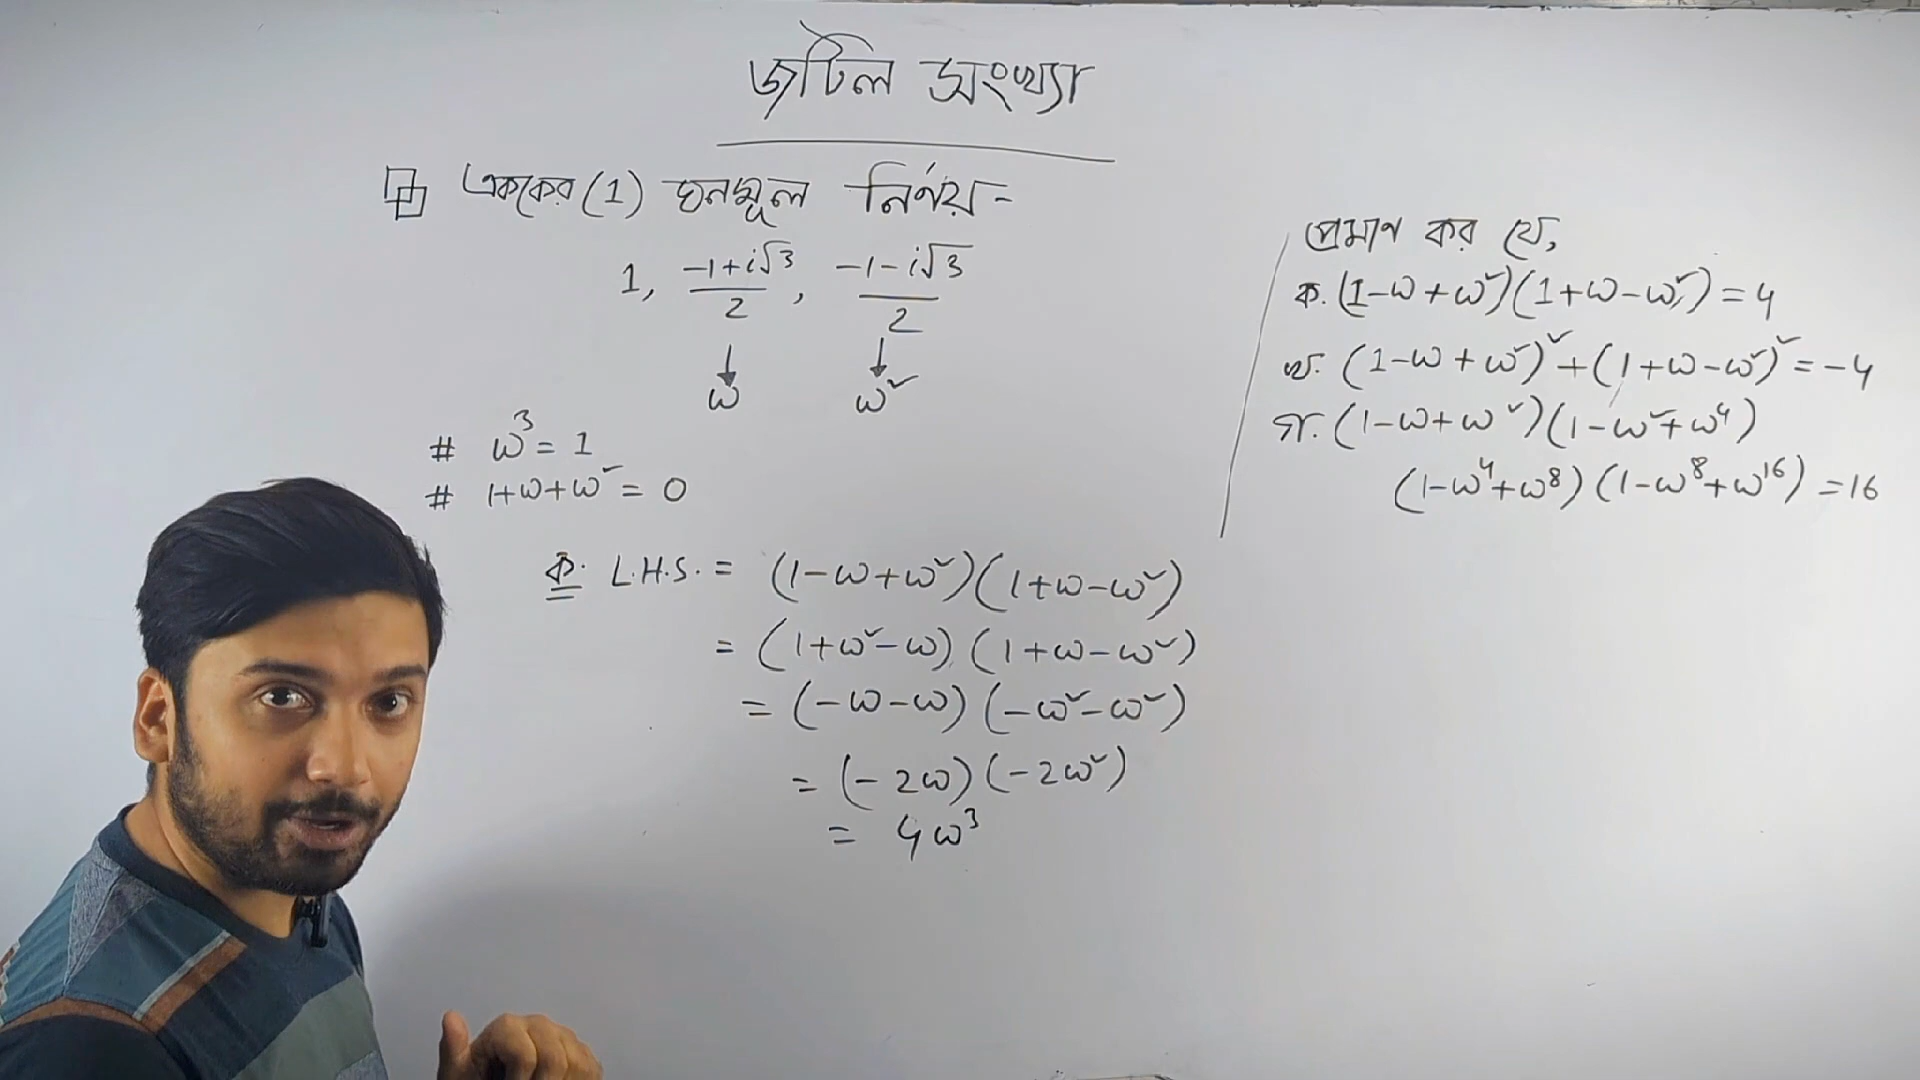 জটিল সংখ্যা
এককের (1) ঘনমূল নির্ণয়-
1, (-1+i√3)/2, (-1-i√3)/2
↓ ↓
ω ω²
# ω³ = 1
# 1+ω+ω² = 0
প্রমাণ কর যে,
ক. (1-ω+ω²)(1+ω-ω²) = 4
খ. (1-ω+ω²)²+(1+ω-ω²)² = -4
গ. (1-ω+ω²)(1-ω²+ω⁴)
(1-ω⁴+ω⁸)(1-ω⁸+ω¹⁶) = 16
ক. L.H.S. = (1-ω+ω²)(1+ω-ω²)
= (1+ω²-ω)(1+ω-ω²)
= (-ω-ω)(-ω²-ω²)
= (-2ω)(-2ω²)
= 4ω³